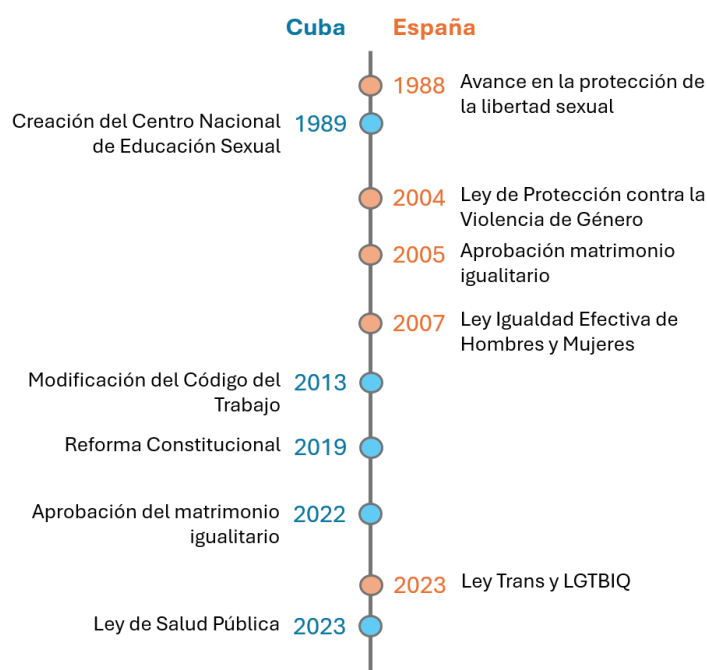 Cuba España
1988 Avance en la protección de
la libertad sexual
Creación del Centro Nacional 1989
de Educación Sexual
2004 Ley de Protección contra la
Violencia de Género
2005 Aprobación matrimonio
igualitario
2007 Ley Igualdad Efectiva de
Hombres y Mujeres
Modificación del Código del 2013
Trabajo
Reforma Constitucional 2019
Aprobación del matrimonio 2022
igualitario
2023 Ley Trans y LGTBIQ
Ley de Salud Pública 2023